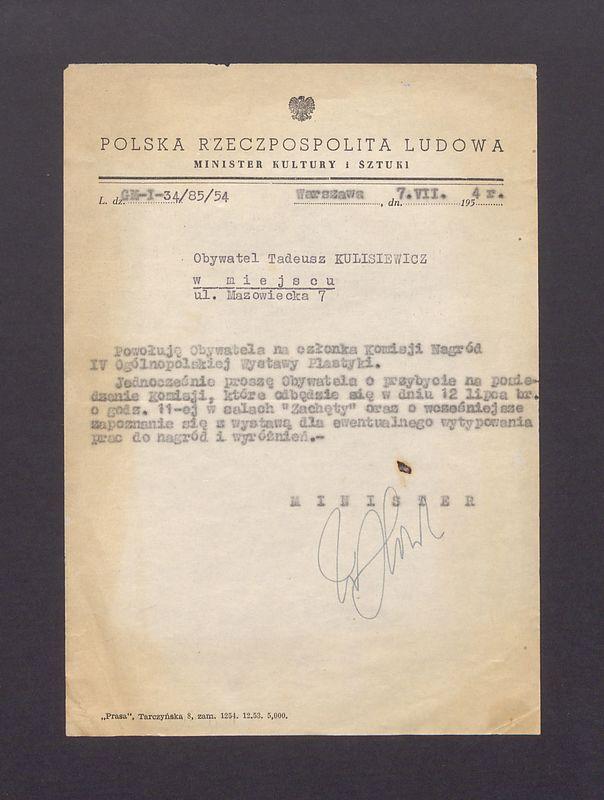 POLSKA RZECZPOSPOLITA LUDOWA
MINISTER KULTURY i SZTUKI
L. dz. GM-I-34/85/54 Warszawa, dn. 7.VII. 1954 r.
Obywatel Tadeusz KULISIEWICZ
w miejscu
ul. Mazowiecka 7
Powołuję Obywatela na członka Komisji Nagród
IV Ogólnopolskiej Wystawy Plastyki.
Jednocześnie proszę Obywatela o przybycie na posie-
dzenie Komisji, które odbędzie się w dniu 12 lipca br.
o godz. 11-ej w salach "Zachęty" oraz o wcześniejsze
zapoznanie się z wystawą dla ewentualnego wytypowania
prac do nagród i wyróżnień.-
MINISTER
„Prasa", Tarczyńska 8, zam. 1254. 12.53. 5,000.